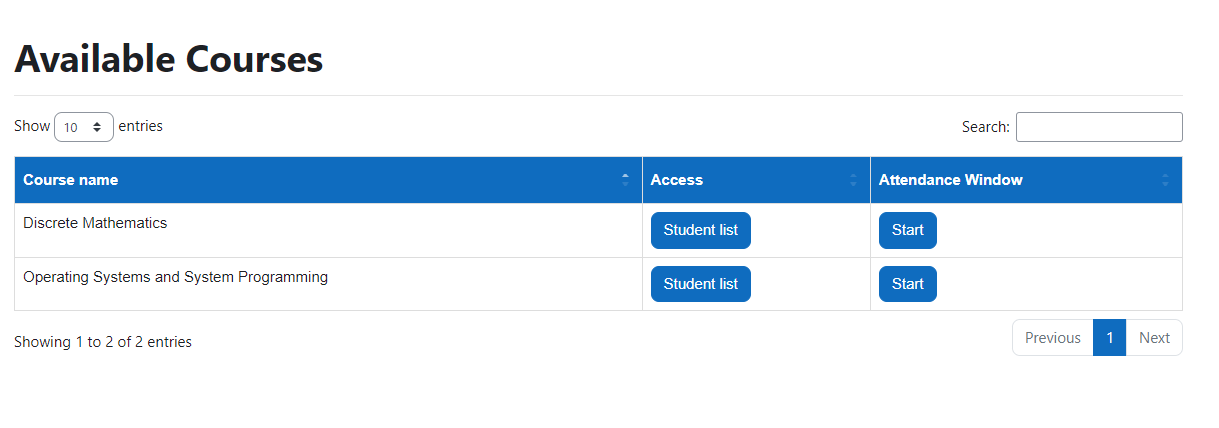 Available Courses
Show 10 entries Search:
Course name Access Attendance Window
Discrete Mathematics Student list Start
Operating Systems and System Programming Student list Start
Showing 1 to 2 of 2 entries Previous 1 Next